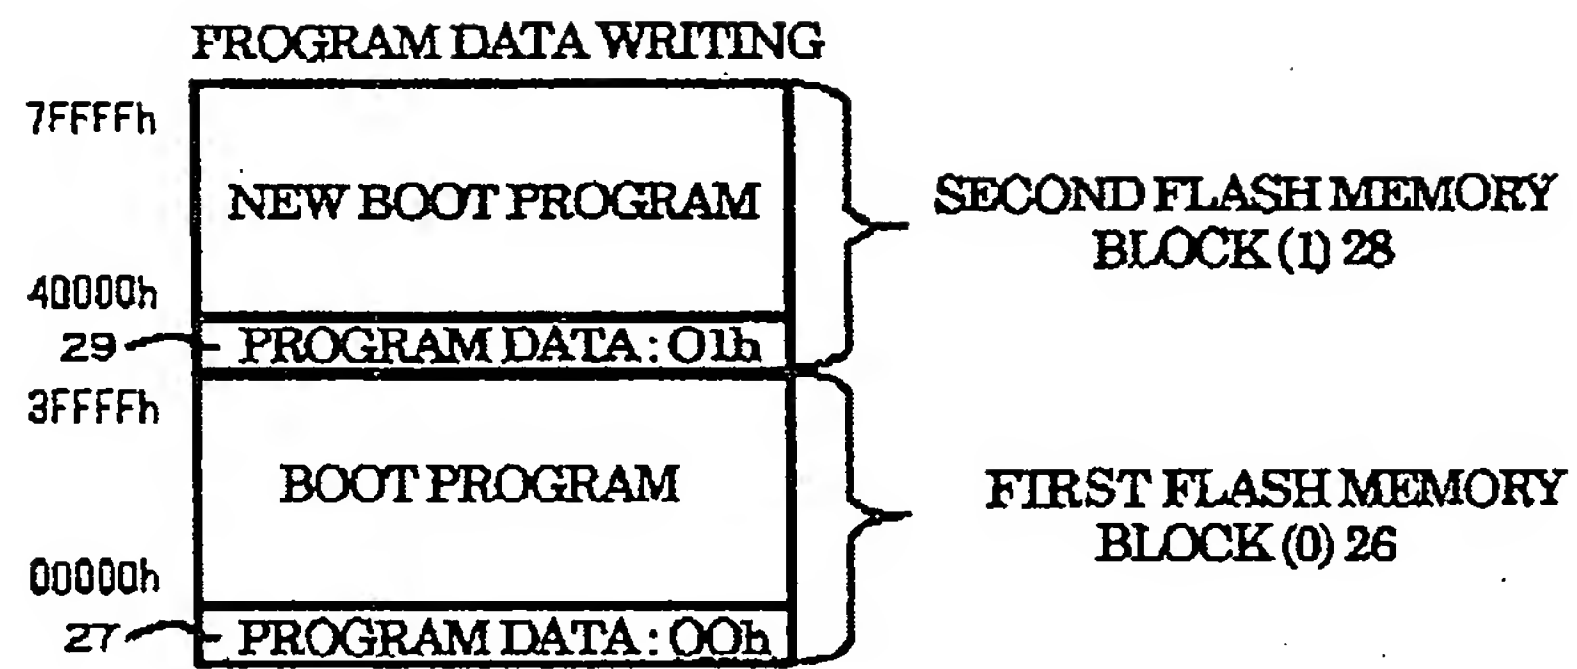 PROGRAM DATA WRITING
7FFFFh
NEW BOOT PROGRAM
SECOND FLASH MEMORY
BLOCK (1) 28
40000h
29
PROGRAM DATA : 01h
3FFFFh
BOOT PROGRAM
FIRST FLASH MEMORY
BLOCK (0) 26
00000h
27
PROGRAM DATA : 00h